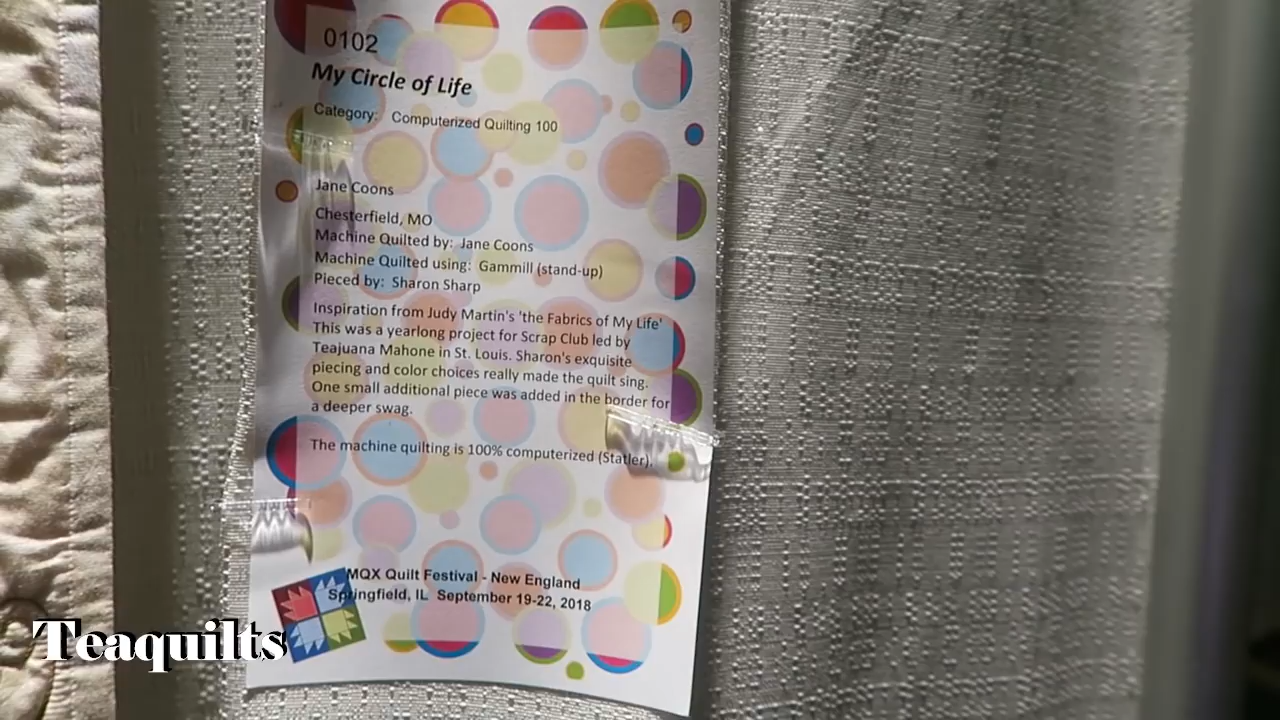 0102
My Circle of Life
Category: Computerized Quilting 100
Jane Coons
Chesterfield, MO
Machine Quilted by: Jane Coons
Machine Quilted using: Gammill (stand-up)
Pieced by: Sharon Sharp
Inspiration from Judy Martin's 'the Fabrics of My Life'
This was a yearlong project for Scrap Club led by
Teajuana Mahone in St. Louis. Sharon's exquisite
piecing and color choices really made the quilt sing.
One small additional piece was added in the border for
a deeper swag.
The machine quilting is 100% computerized (Statler).
MQX Quilt Festival - New England
Springfield, IL September 19-22, 2018
Teaquilts